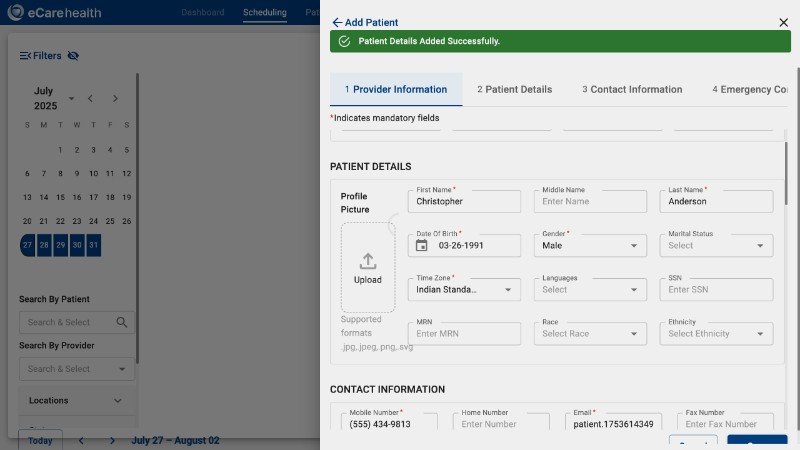 eCarehealth
Dashboard
Scheduling
Add Patient
Patient Details Added Successfully.
Filters
July 2025
S M T W T F S
1 2 3 4 5
6 7 8 9 10 11 12
13 14 15 16 17 18 19
20 21 22 23 24 25 26
27 28 29 30 31
Search By Patient
Search & Select
Search By Provider
Search & Select
Locations
Today
July 27 – August 02
1 Provider Information
2 Patient Details
3 Contact Information
4 Emergency
*Indicates mandatory fields
PATIENT DETAILS
Profile Picture
Upload
Supported formats
.jpg,.jpeg,.png,.svg
First Name *
Christopher
Middle Name
Enter Name
Last Name *
Anderson
Date Of Birth *
03-26-1991
Gender *
Male
Marital Status
Select
Time Zone *
Indian Standa...
Languages
Select
SSN
Enter SSN
MRN
Enter MRN
Race
Select Race
Ethnicity
Select Ethnicity
CONTACT INFORMATION
Mobile Number *
(555) 434-9813
Home Number
Enter Number
Email *
patient.1753614349
Fax Number
Enter Fax Number